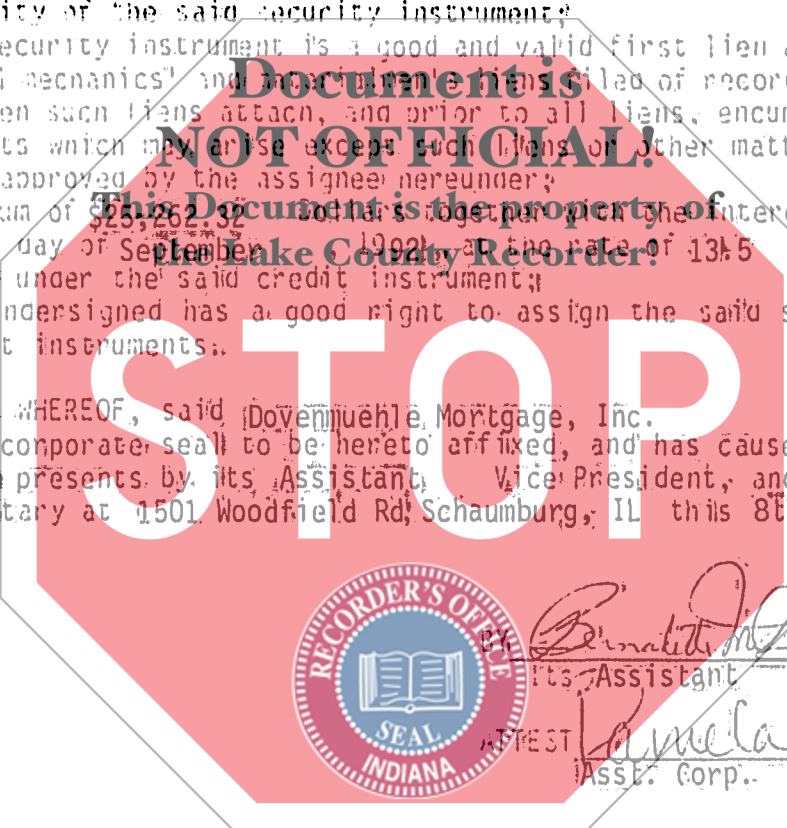 ity of the said security instrument;
ecurity instrument is a good and valid first lien
mechanics' and materialmen's liens filed of recor
en such liens attach, and prior to all liens, encum
ts which may arise except such liens or other matt
approved by the assignee hereunder;
um of $25,262.32 Dollars together with the intere
day of September, 1992, at the rate of 13.5
under the said credit instrument;
ndersigned has a good right to assign the said s
t instruments.
Document is
NOT OFFICIAL!
This Document is the property of
the Lake County Recorder!
STOP
WHEREOF, said Dovenmuehle Mortgage, Inc.
corporate seal to be hereto affixed, and has cause
presents by its Assistant Vice President, and
tary at 1501 Woodfield Rd, Schaumburg, IL this 8t
RECORDER'S OFFICE
SEAL
INDIANA
BY
Its Assistant
ATTEST Pamela
Asst. Corp.